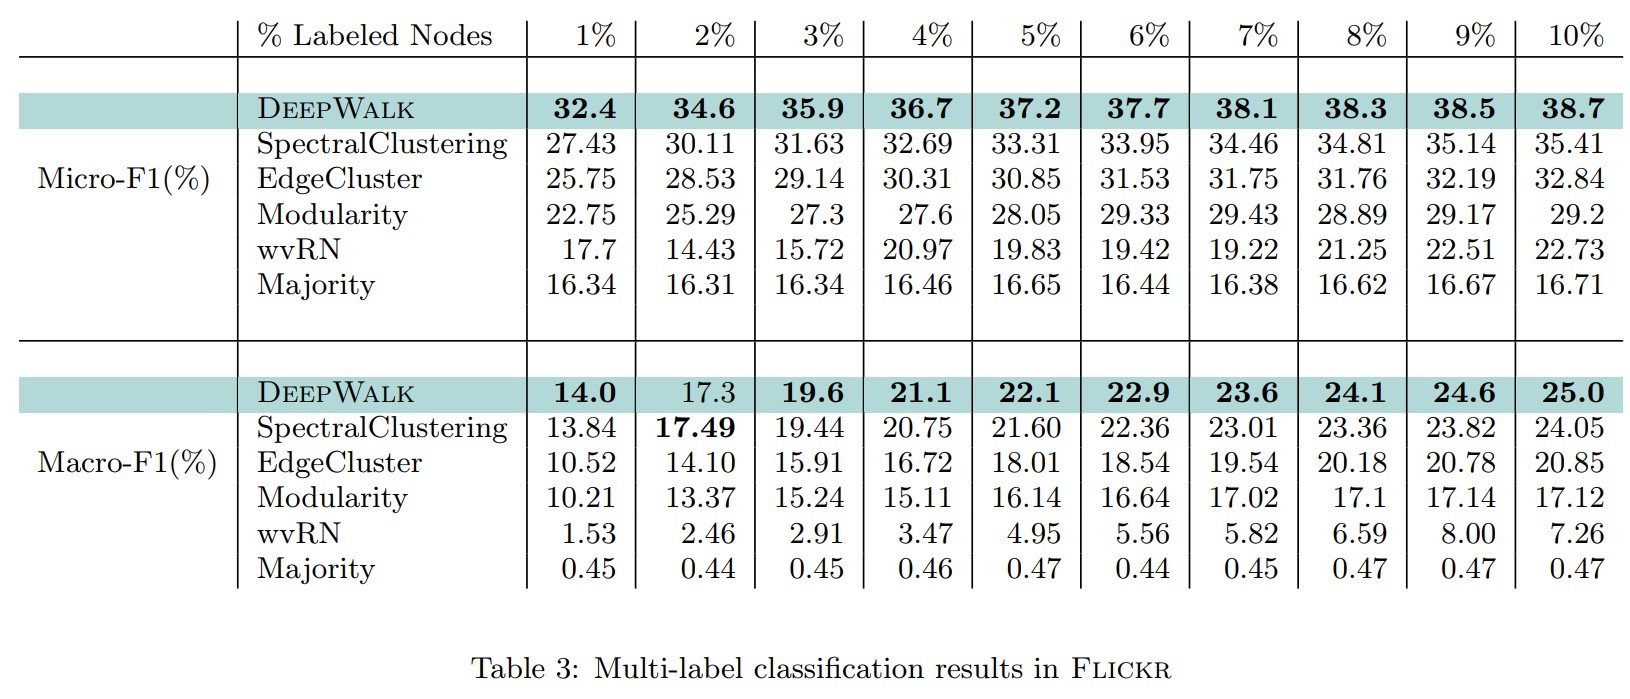 % Labeled Nodes 1% 2% 3% 4% 5% 6% 7% 8% 9% 10%
DEEPWALK 32.4 34.6 35.9 36.7 37.2 37.7 38.1 38.3 38.5 38.7
SpectralClustering 27.43 30.11 31.63 32.69 33.31 33.95 34.46 34.81 35.14 35.41
Micro-F1(%) EdgeCluster 25.75 28.53 29.14 30.31 30.85 31.53 31.75 31.76 32.19 32.84
Modularity 22.75 25.29 27.3 27.6 28.05 29.33 29.43 28.89 29.17 29.2
wvRN 17.7 14.43 15.72 20.97 19.83 19.42 19.22 21.25 22.51 22.73
Majority 16.34 16.31 16.34 16.46 16.65 16.44 16.38 16.62 16.67 16.71
DEEPWALK 14.0 17.3 19.6 21.1 22.1 22.9 23.6 24.1 24.6 25.0
SpectralClustering 13.84 17.49 19.44 20.75 21.60 22.36 23.01 23.36 23.82 24.05
Macro-F1(%) EdgeCluster 10.52 14.10 15.91 16.72 18.01 18.54 19.54 20.18 20.78 20.85
Modularity 10.21 13.37 15.24 15.11 16.14 16.64 17.02 17.1 17.14 17.12
wvRN 1.53 2.46 2.91 3.47 4.95 5.56 5.82 6.59 8.00 7.26
Majority 0.45 0.44 0.45 0.46 0.47 0.44 0.45 0.47 0.47 0.47
Table 3: Multi-label classification results in FLICKR